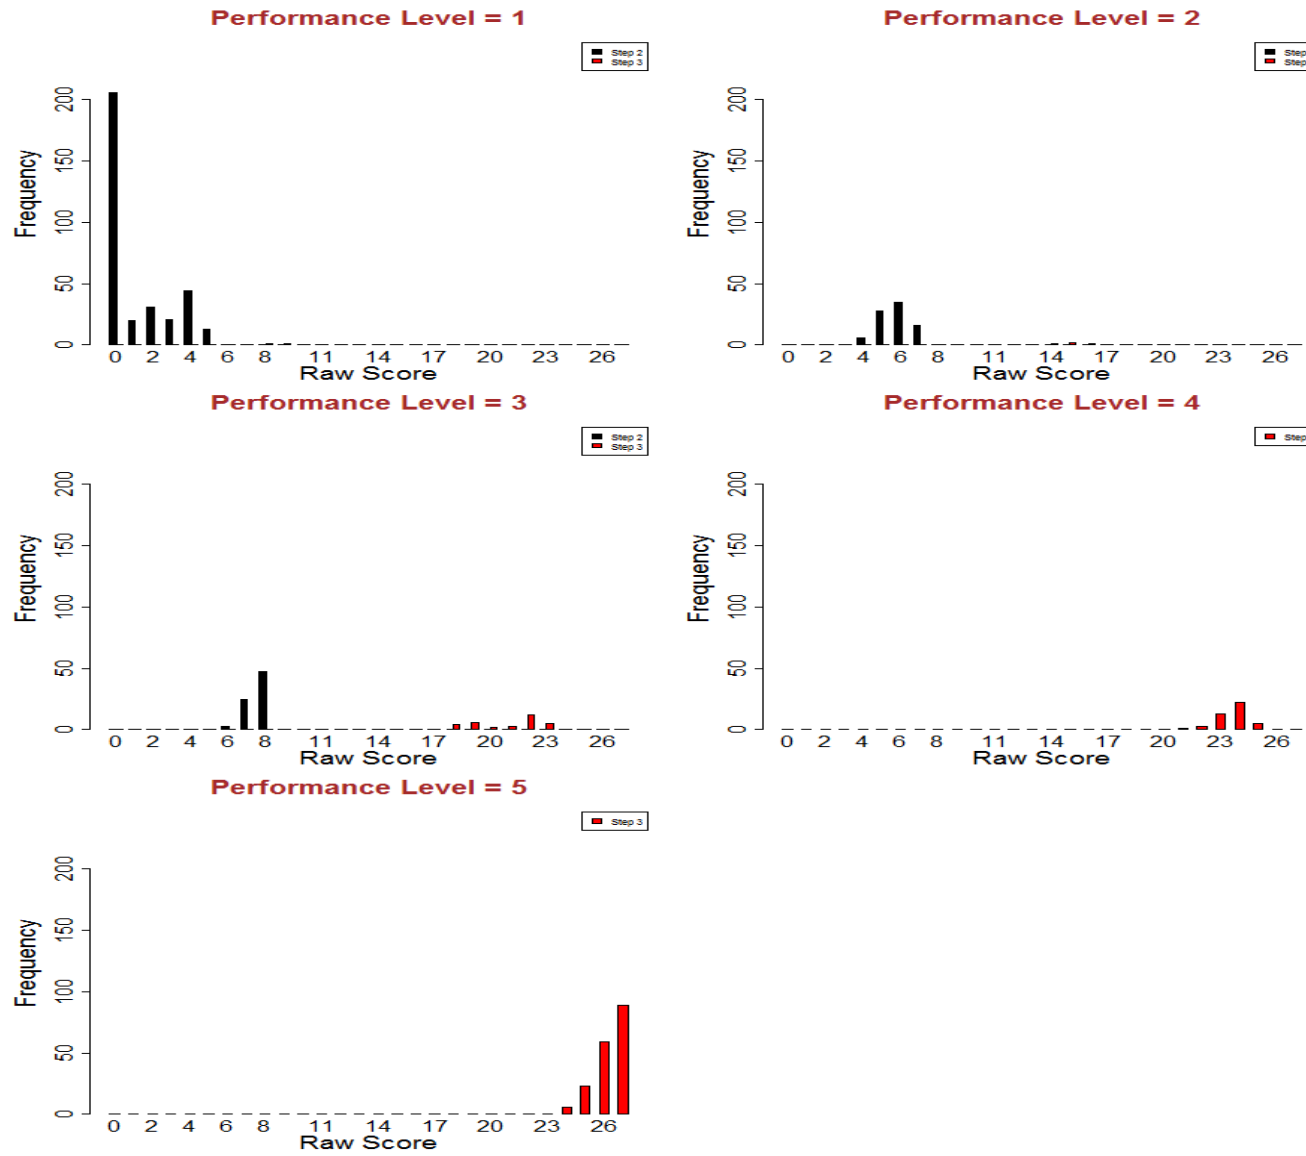 Performance Level = 1
Step 2
Step 3
Frequency
0 50 100 150 200
0 2 4 6 8 11 14 17 20 23 26
Raw Score
Performance Level = 2
Step
Step
Frequency
0 50 100 150 200
0 2 4 6 8 11 14 17 20 23 26
Raw Score
Performance Level = 3
Step 2
Step 3
Frequency
0 50 100 150 200
0 2 4 6 8 11 14 17 20 23 26
Raw Score
Performance Level = 4
Step
Frequency
0 50 100 150 200
0 2 4 6 8 11 14 17 20 23 26
Raw Score
Performance Level = 5
Step 3
Frequency
0 50 100 150 200
0 2 4 6 8 11 14 17 20 23 26
Raw Score